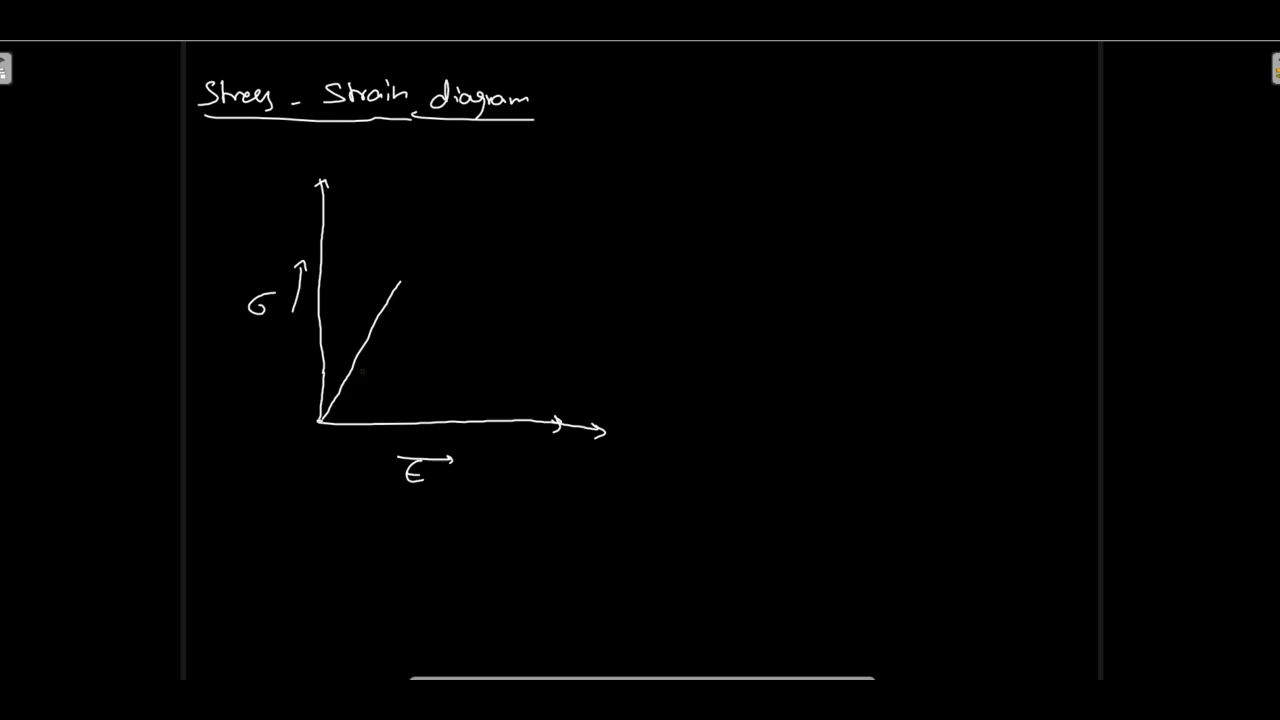 Stress - Strain diagram
σ
ϵ